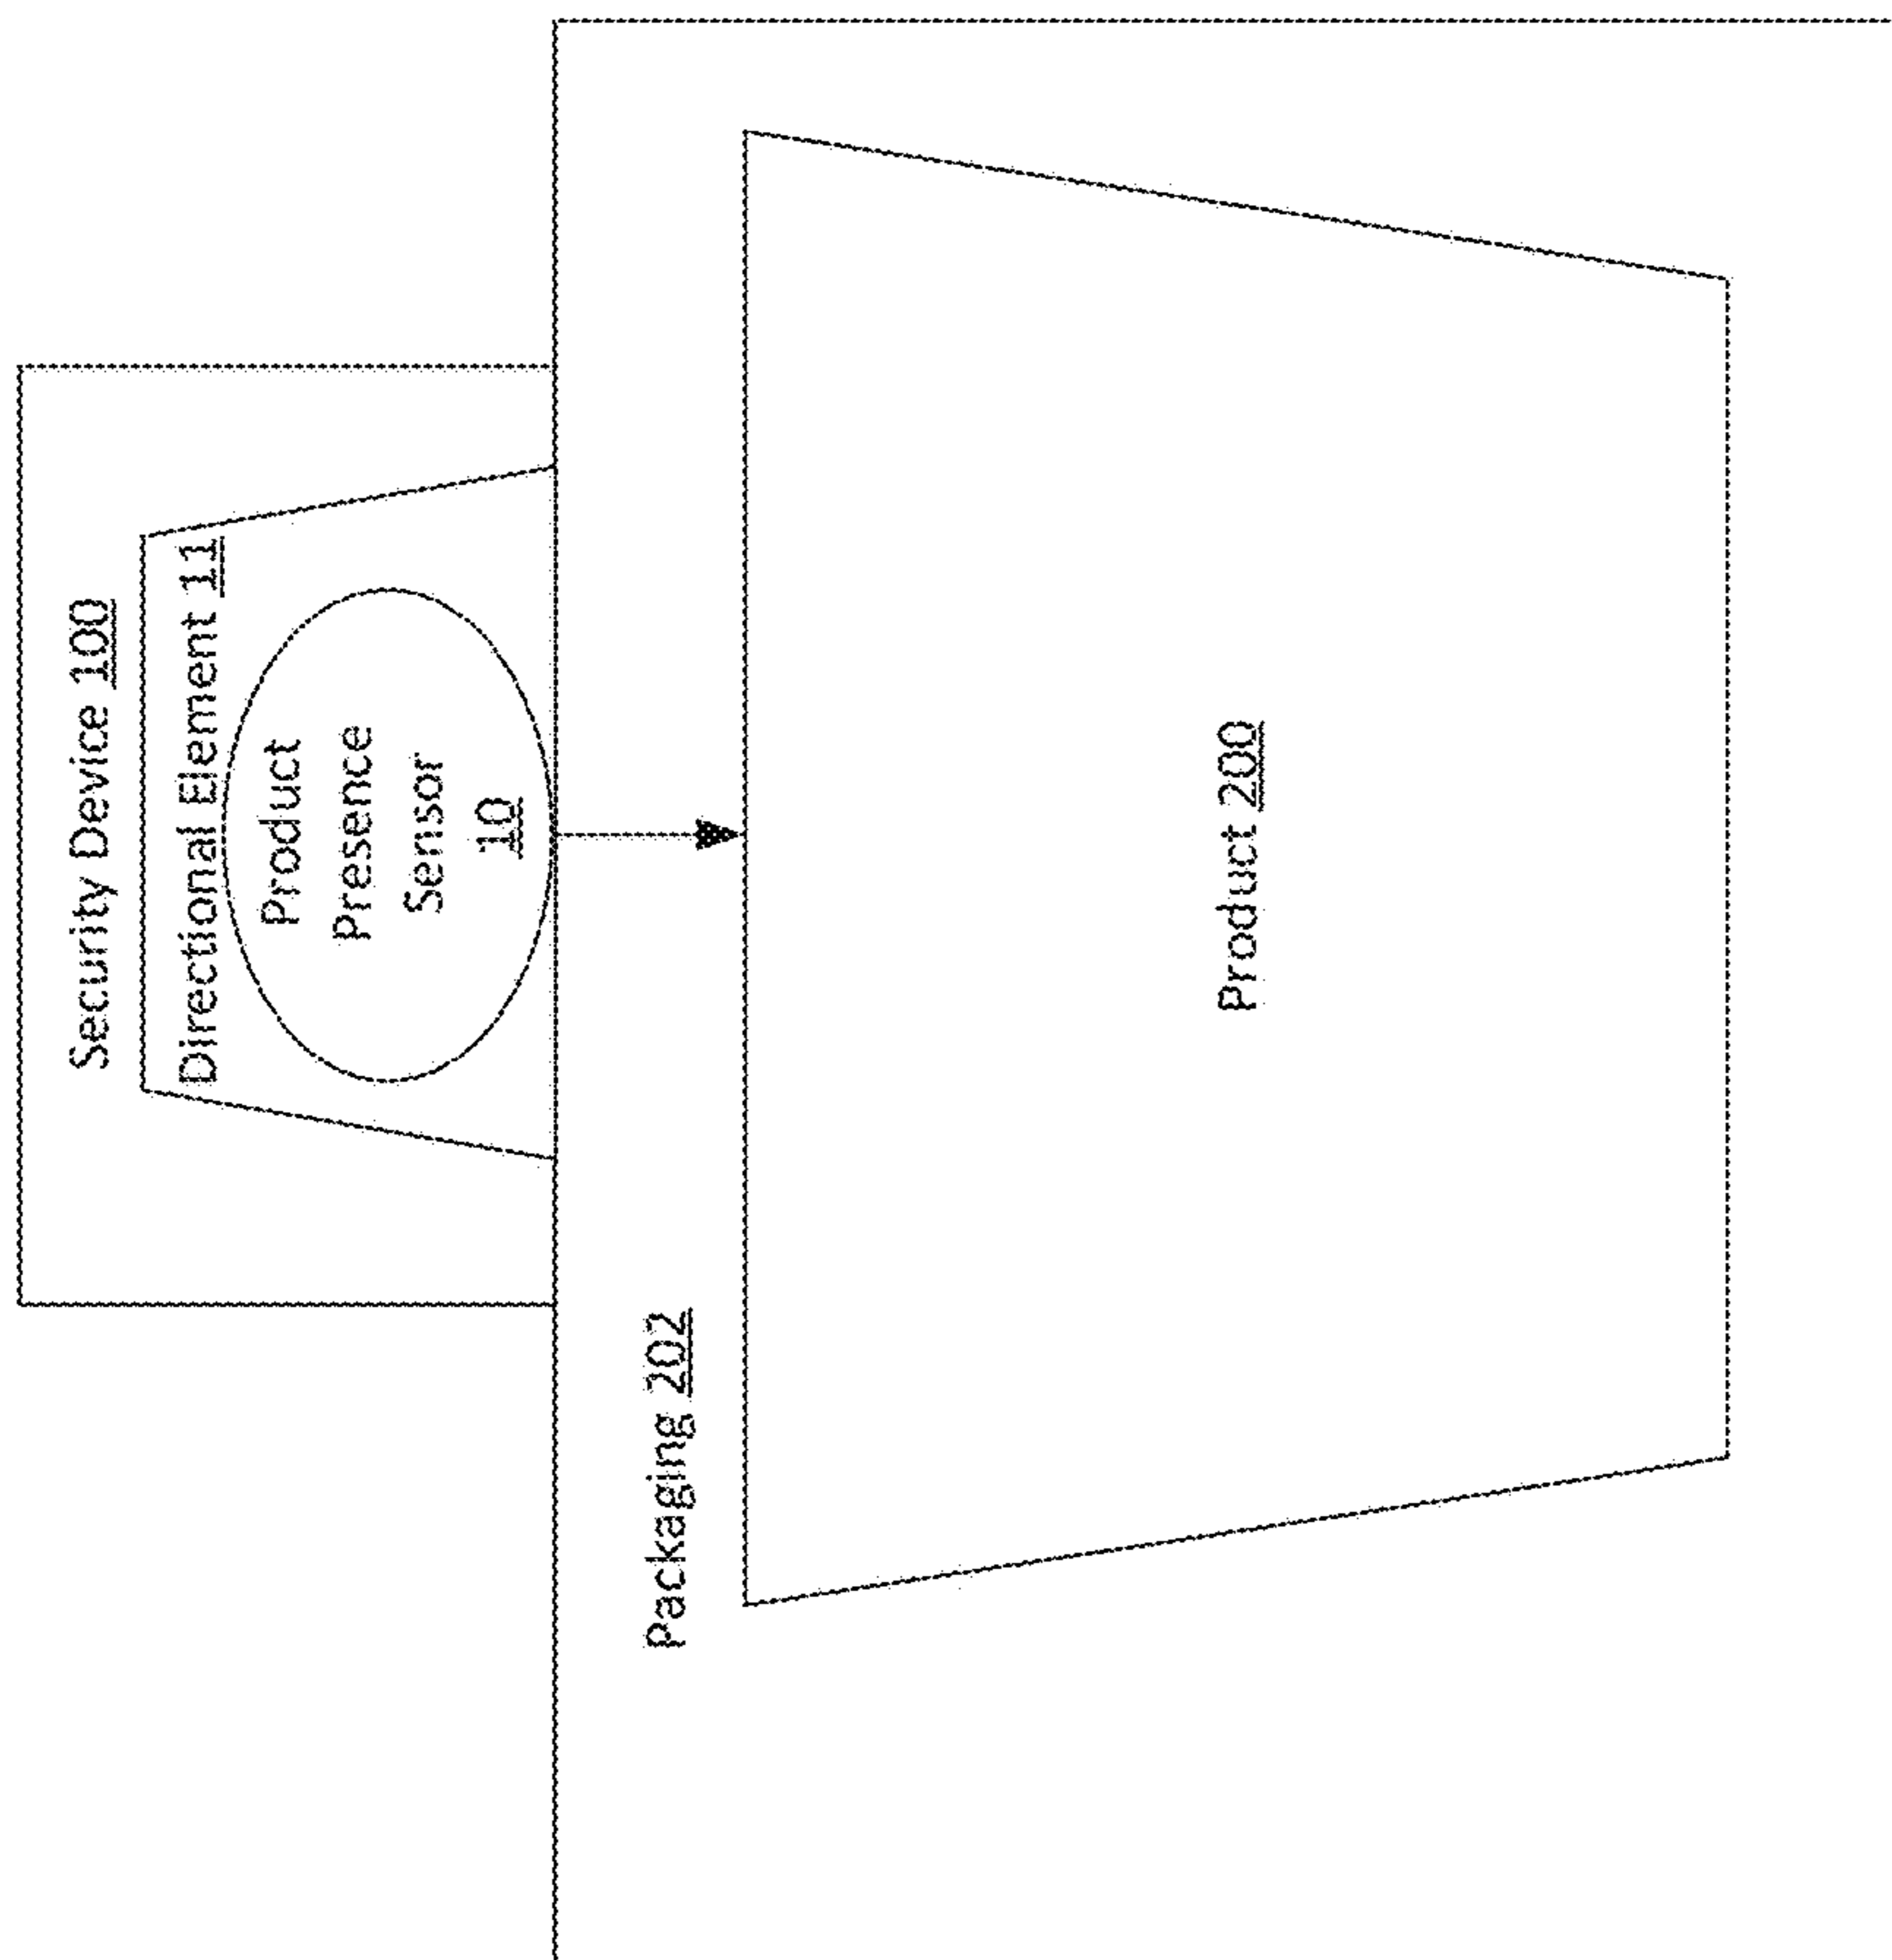 Security Device 100
Directional Element 11
Product
Presence
Sensor
10
Packaging 202
Product 200